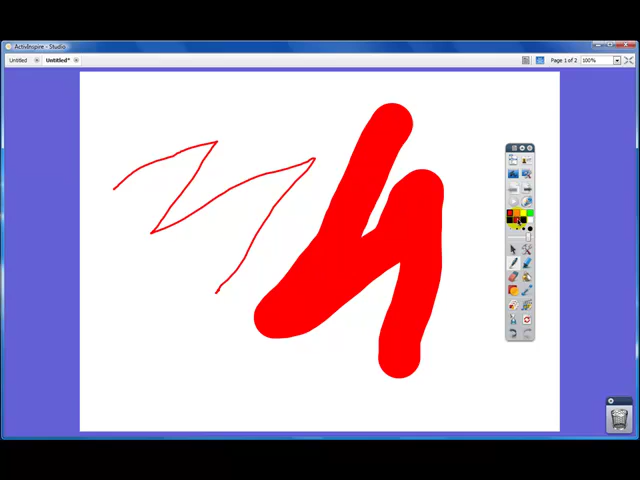 ActivInspire - Studio
Untitled
Untitled*
Page 1 of 2
100%